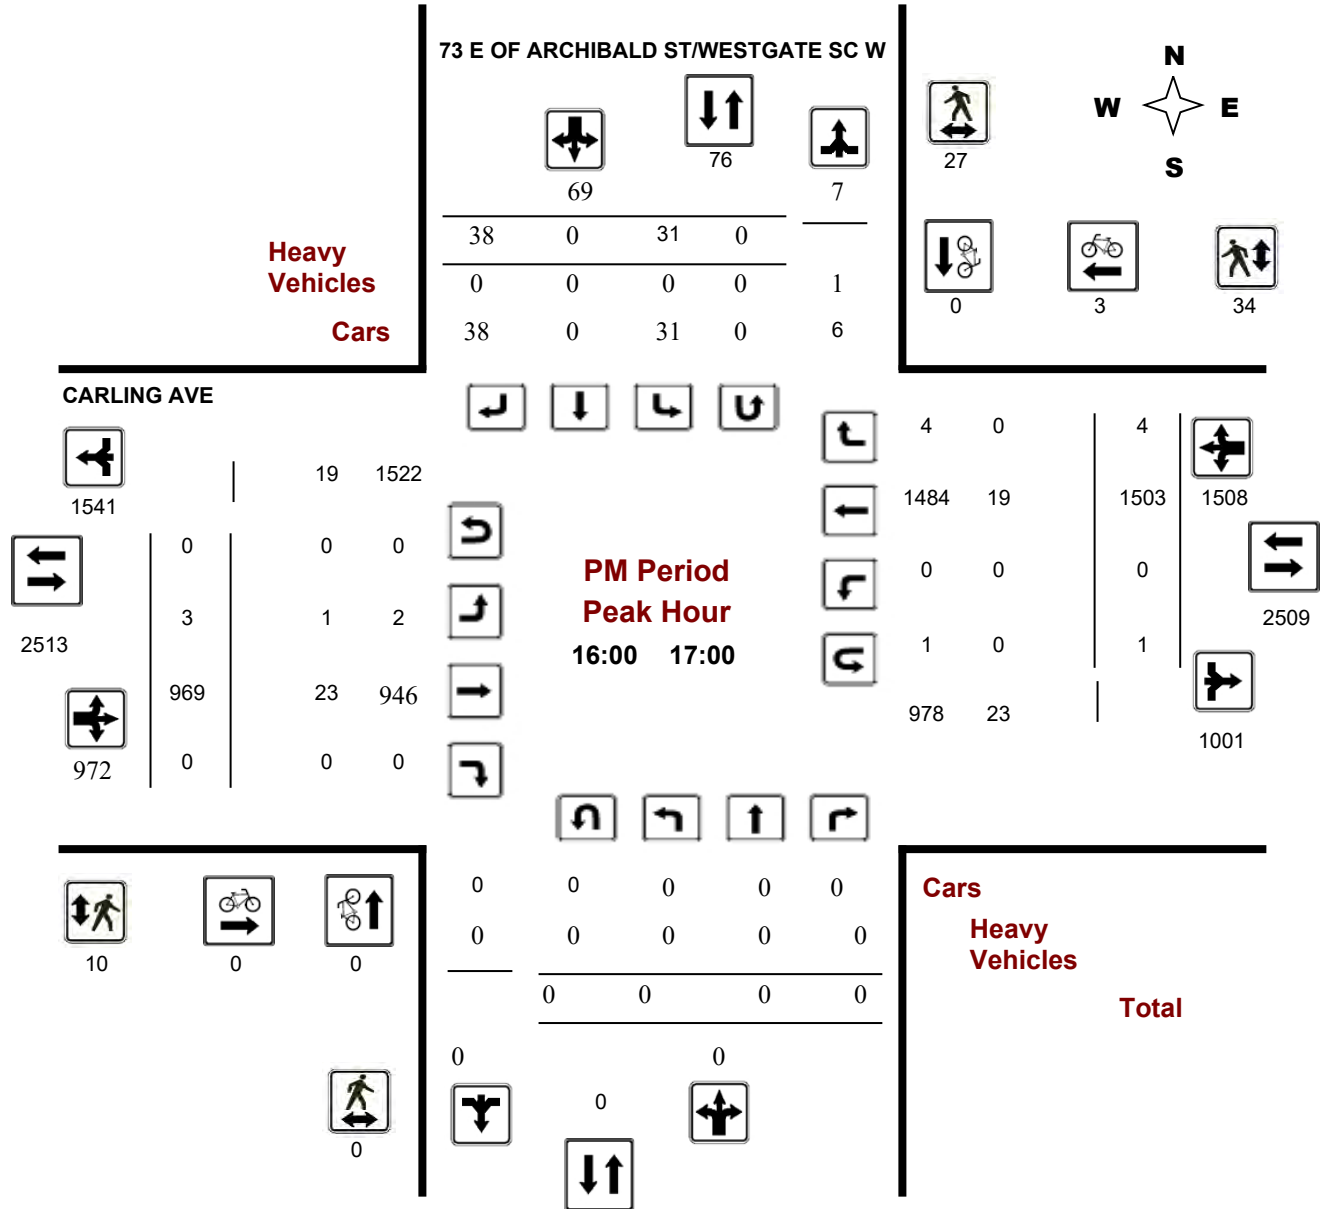 73 E OF ARCHIBALD ST/WESTGATE SC W
N
W E
S
76
27
69 7
38 0 31 0
Heavy
Vehicles
0 0 0 0 1
0 3 34
Cars
38 0 31 0 6
CARLING AVE
4 0 4
19 1522
1541
1484 19 1503 1508
0 0 0
PM Period
0 0 0
3 1 2
Peak Hour
2513
2509
16:00 17:00
1 0 1
969 23 946
978 23
1001
972 0 0 0
0 0 0 0 0
Cars
0 0 0 0 0
Heavy
Vehicles
10 0 0
0 0 0 0
Total
0 0
0
0